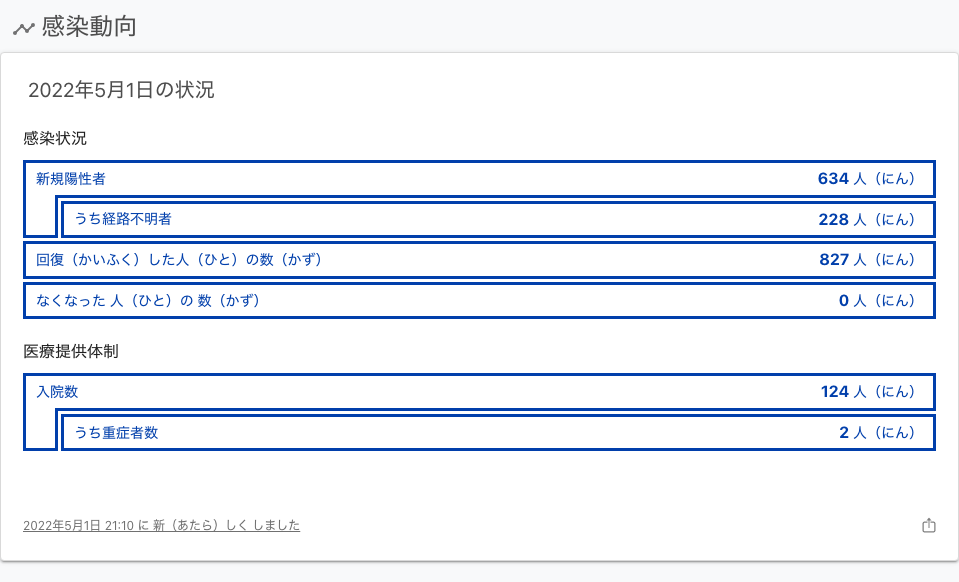 感染動向
2022年5月1日の状況
感染状況
新規陽性者 634 人（にん）
うち経路不明者 228 人（にん）
回復（かいふく）した人（ひと）の数（かず） 827 人（にん）
なくなった 人（ひと）の 数（かず） 0 人（にん）
医療提供体制
入院数 124 人（にん）
うち重症者数 2 人（にん）
2022年5月1日 21:10 に 新（あたら）しく しました